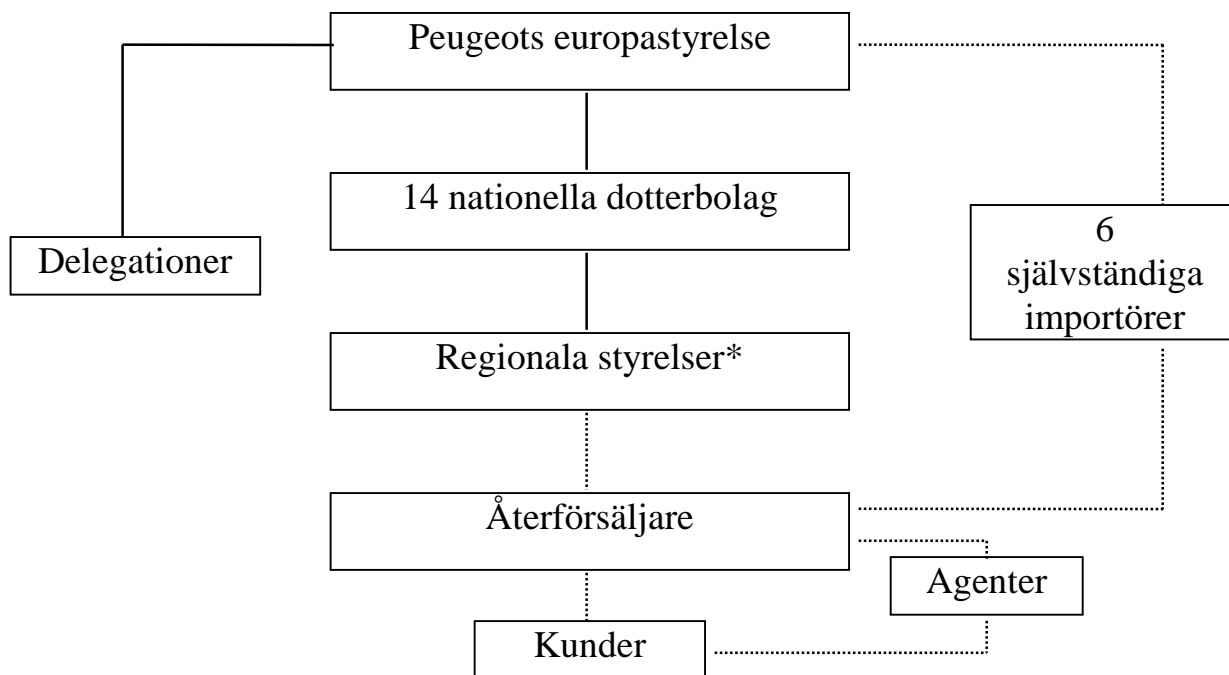 Peugeots europastyrelse
14 nationella dotterbolag
Delegationer
6
självständiga
importörer
Regionala styrelser*
Återförsäljare
Agenter
Kunder